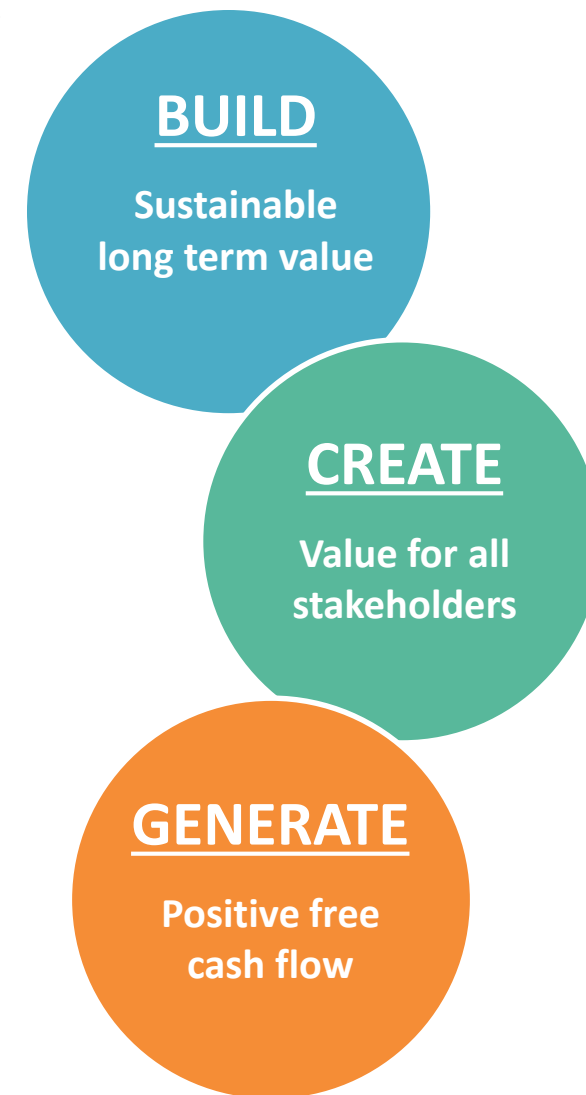 BUILD
Sustainable
long term value
CREATE
Value for all
stakeholders
GENERATE
Positive free
cash flow